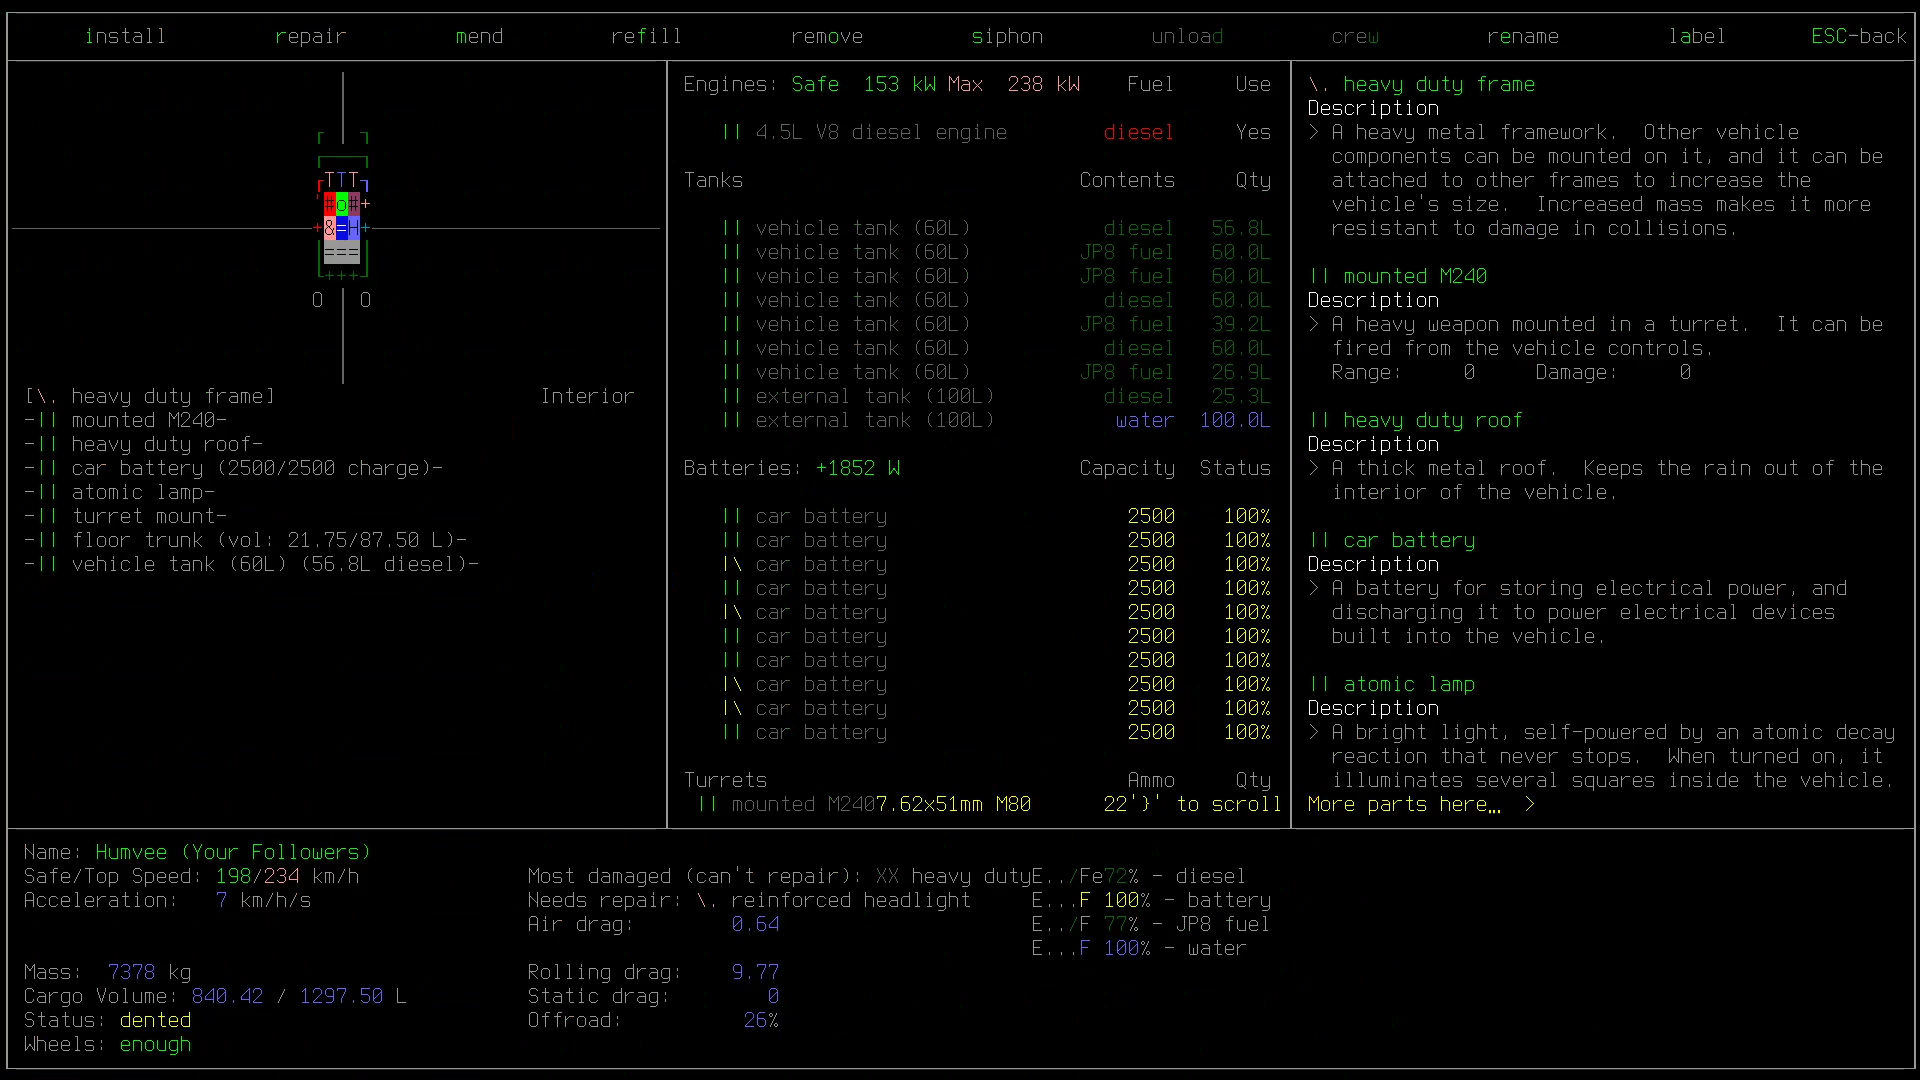 install repair mend refill remove siphon unload crew rename label ESC-back
[\. heavy duty frame] Interior
-|| mounted M240-
-|| heavy duty roof-
-|| car battery (2500/2500 charge)-
-|| atomic lamp-
-|| turret mount-
-|| floor trunk (vol: 21.75/87.50 L)-
-|| vehicle tank (60L) (56.8L diesel)-
Engines: Safe 153 kW Max 238 kW Fuel Use
|| 4.5L V8 diesel engine diesel Yes
Tanks Contents Qty
|| vehicle tank (60L) diesel 56.8L
|| vehicle tank (60L) JP8 fuel 60.0L
|| vehicle tank (60L) JP8 fuel 60.0L
|| vehicle tank (60L) diesel 60.0L
|| vehicle tank (60L) JP8 fuel 39.2L
|| vehicle tank (60L) diesel 60.0L
|| vehicle tank (60L) JP8 fuel 26.9L
|| external tank (100L) diesel 25.3L
|| external tank (100L) water 100.0L
Batteries: +1852 W Capacity Status
|| car battery 2500 100%
|| car battery 2500 100%
|\ car battery 2500 100%
|| car battery 2500 100%
|\ car battery 2500 100%
|| car battery 2500 100%
|| car battery 2500 100%
|\ car battery 2500 100%
|\ car battery 2500 100%
|| car battery 2500 100%
Turrets Ammo Qty
|| mounted M2407.62x51mm M80 22'}' to scroll
\. heavy duty frame
Description
> A heavy metal framework. Other vehicle
components can be mounted on it, and it can be
attached to other frames to increase the
vehicle's size. Increased mass makes it more
resistant to damage in collisions.
|| mounted M240
Description
> A heavy weapon mounted in a turret. It can be
fired from the vehicle controls.
Range: 0 Damage: 0
|| heavy duty roof
Description
> A thick metal roof. Keeps the rain out of the
interior of the vehicle.
|| car battery
Description
> A battery for storing electrical power, and
discharging it to power electrical devices
built into the vehicle.
|| atomic lamp
Description
> A bright light, self-powered by an atomic decay
reaction that never stops. When turned on, it
illuminates several squares inside the vehicle.
More parts here… >
Name: Humvee (Your Followers)
Safe/Top Speed: 198/234 km/h
Acceleration: 7 km/h/s
Mass: 7378 kg
Cargo Volume: 840.42 / 1297.50 L
Status: dented
Wheels: enough
Most damaged (can't repair): XX heavy dutyE../Fe72% - diesel
Needs repair: \. reinforced headlight E...F 100% - battery
Air drag: 0.64 E../F 77% - JP8 fuel
E...F 100% - water
Rolling drag: 9.77
Static drag: 0
Offroad: 26%